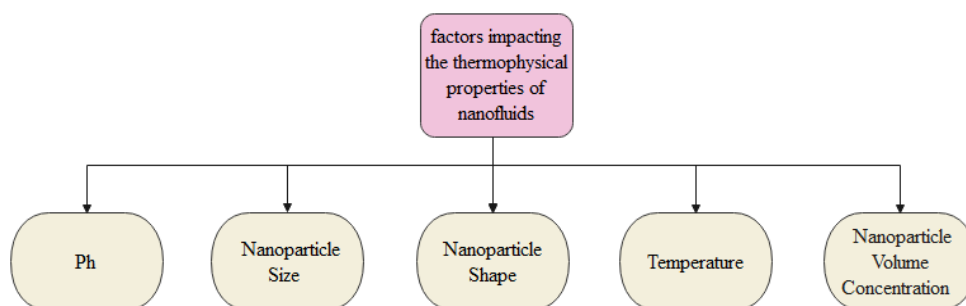 factors impacting
the thermophysical
properties of
nanofluids
Ph
Nanoparticle
Size
Nanoparticle
Shape
Temperature
Nanoparticle
Volume
Concentration